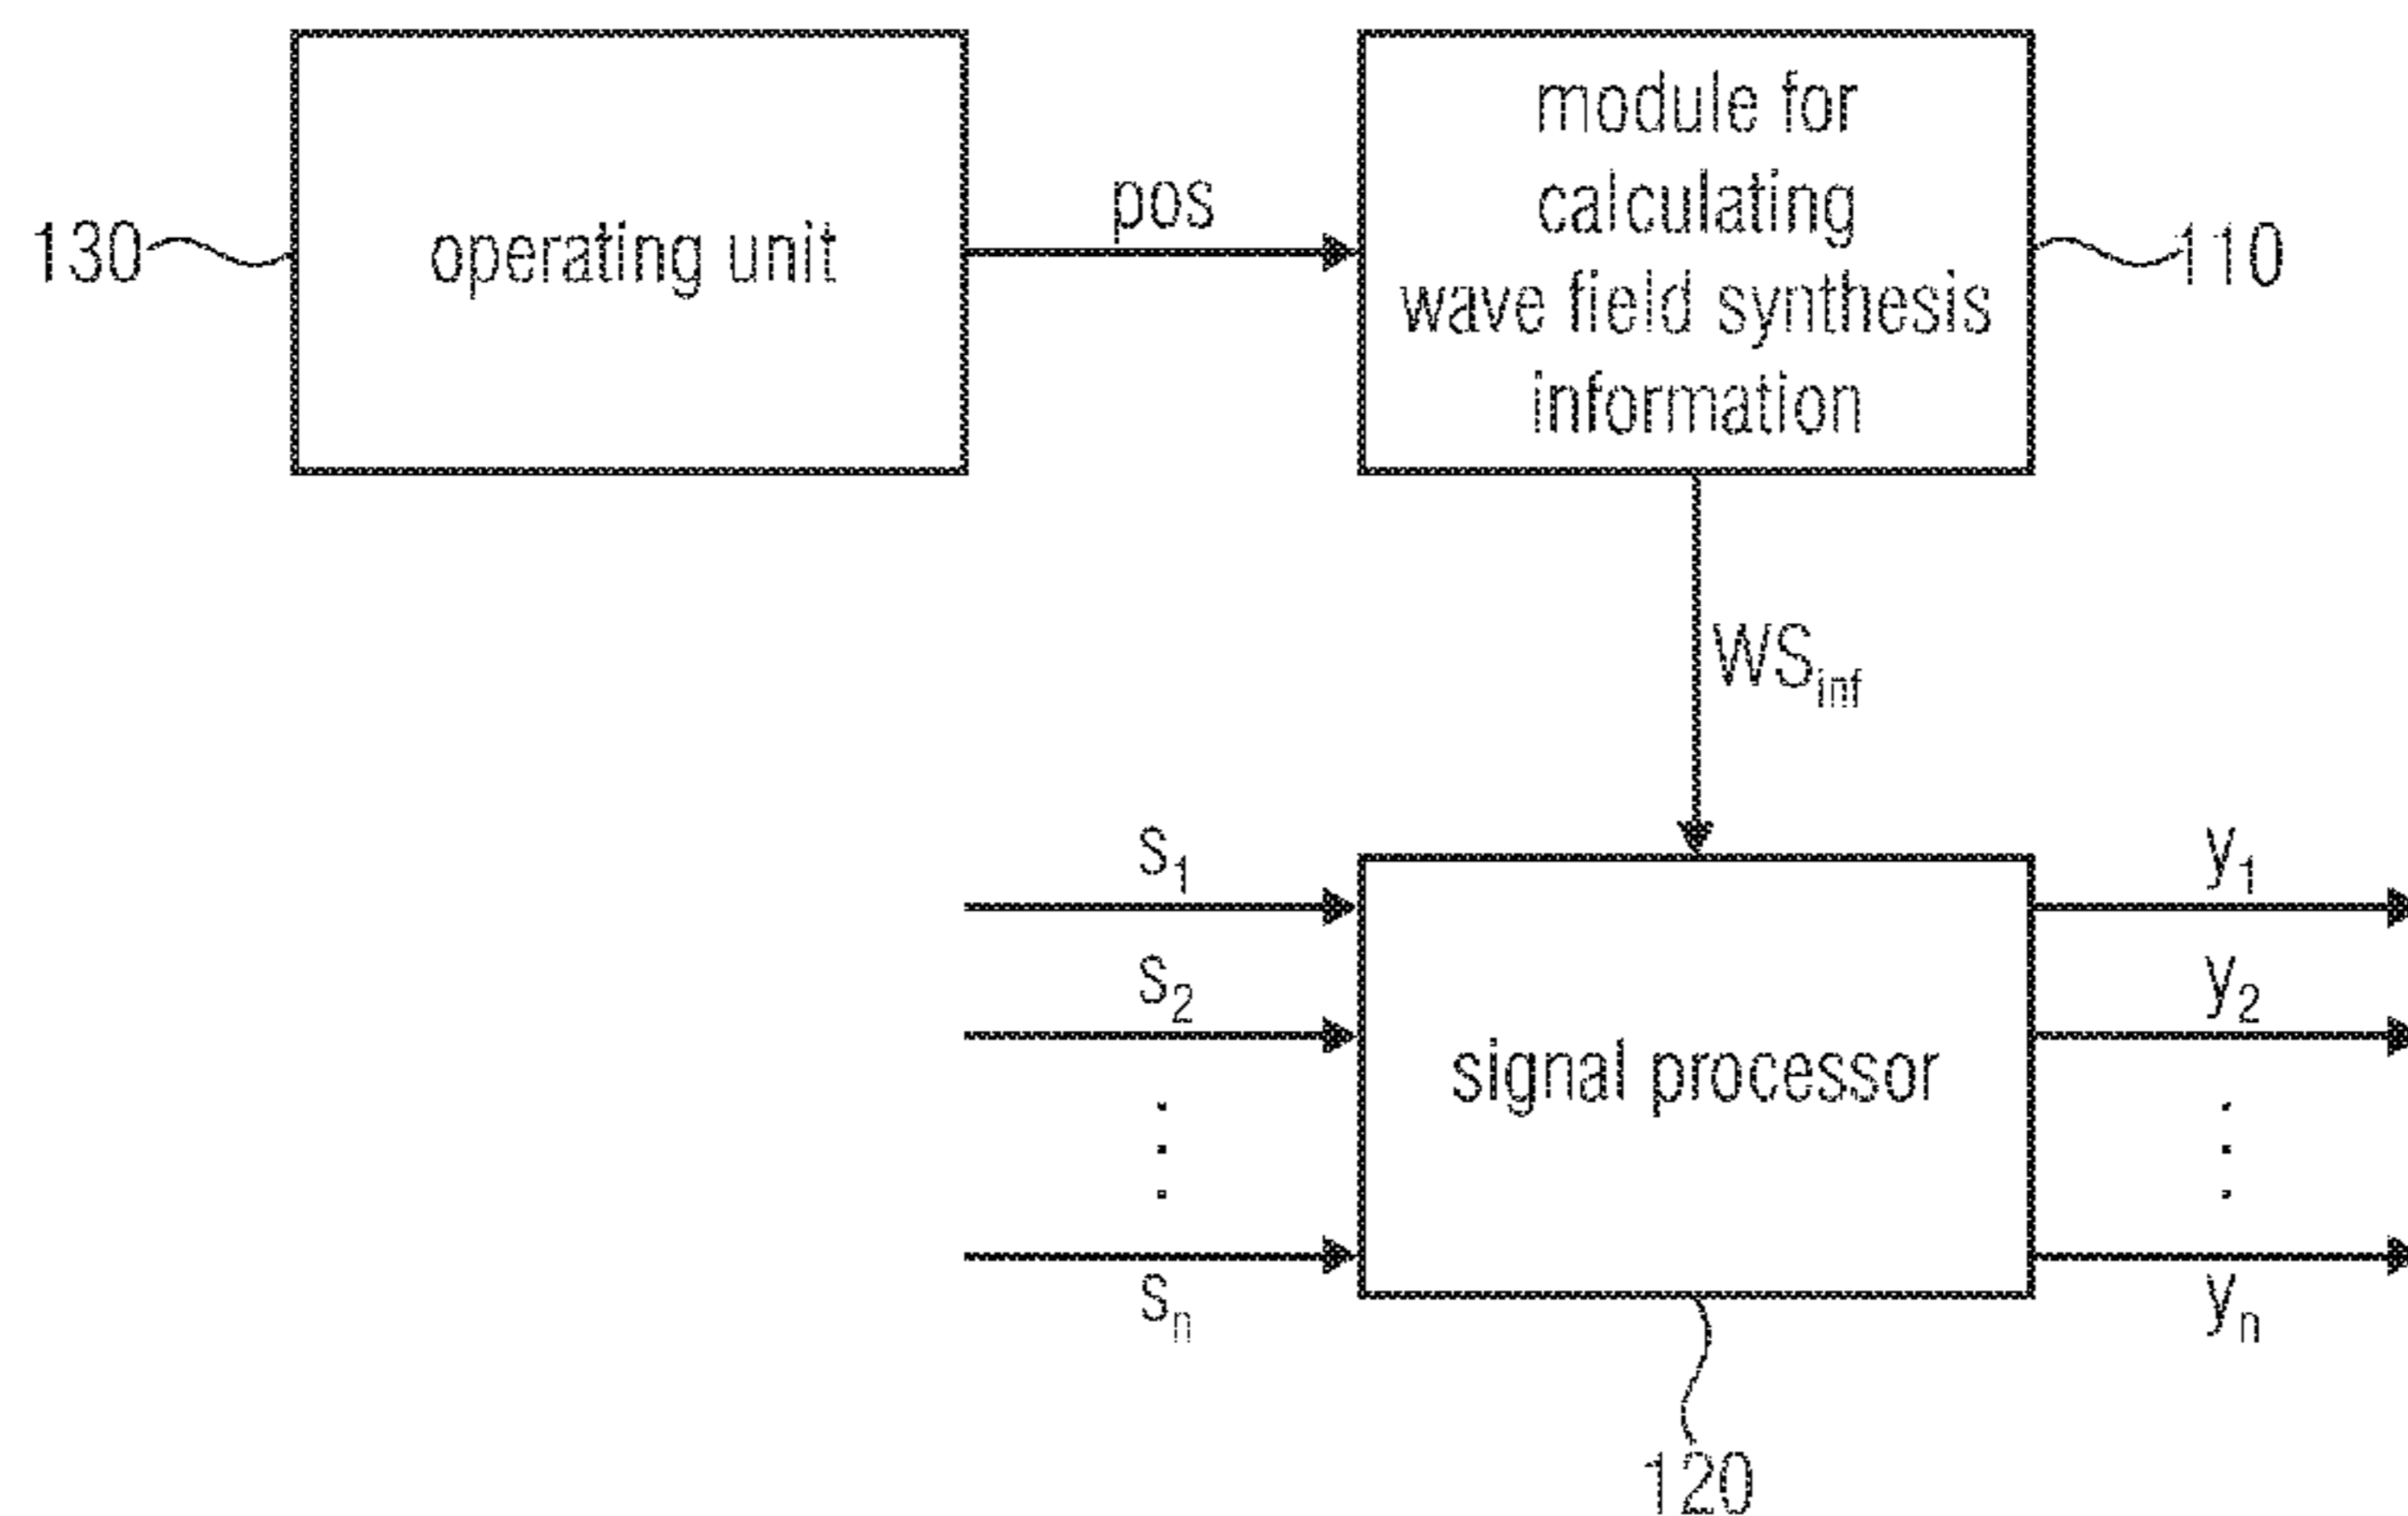 130
operating unit
pos
module for
calculating
wave field synthesis
information
110
WSinf
s1
s2
sn
signal processor
y1
y2
yn
120